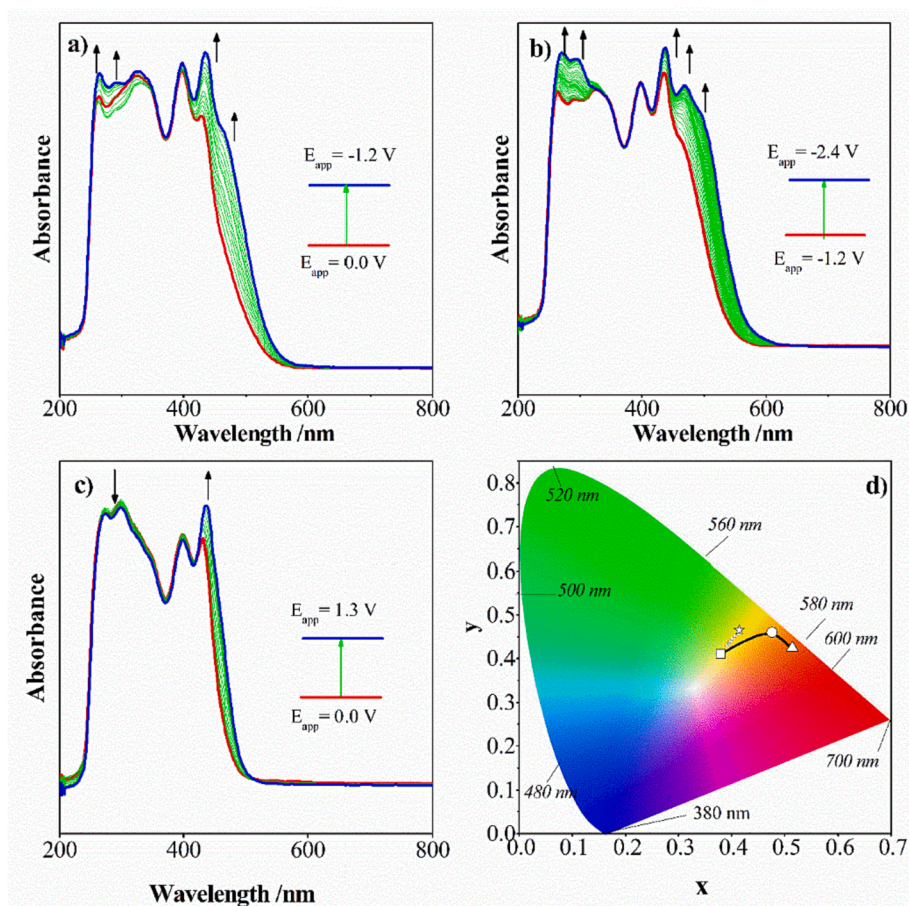 a)
Absorbance
E_app= -1.2 V
E_app= 0.0 V
200
400
600
800
Wavelength /nm
b)
Absorbance
E_app= -2.4 V
E_app= -1.2 V
200
400
600
800
Wavelength /nm
c)
Absorbance
E_app= 1.3 V
E_app= 0.0 V
200
400
600
800
Wavelength /nm
d)
y
0.8
0.7
0.6
0.5
0.4
0.3
0.2
0.1
0.0
520 nm
560 nm
500 nm
580 nm
600 nm
700 nm
480 nm
380 nm
0.0
0.1
0.2
0.3
0.4
0.5
0.6
0.7
x